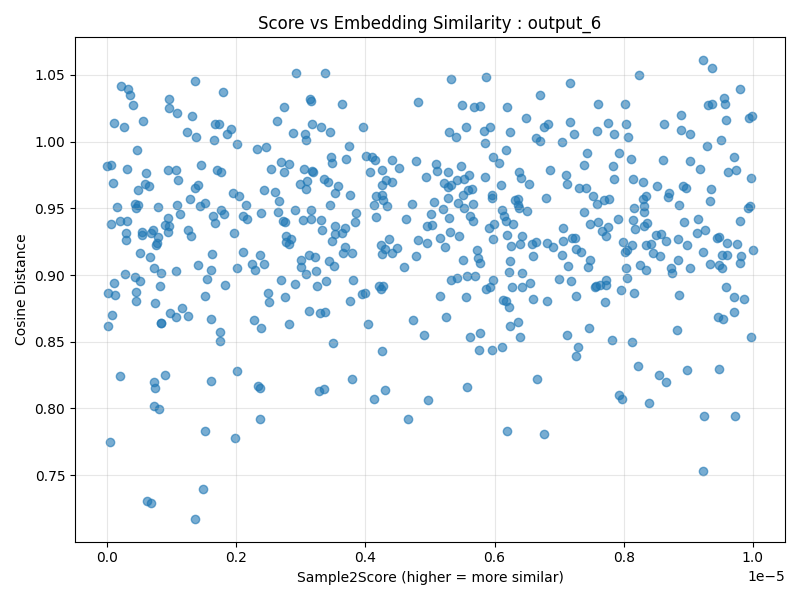 Score vs Embedding Similarity : output_6
1.05
1.00
0.95
0.90
0.85
0.80
0.75
Cosine Distance
0.0 0.2 0.4 0.6 0.8 1.0
1e−5
Sample2Score (higher = more similar)